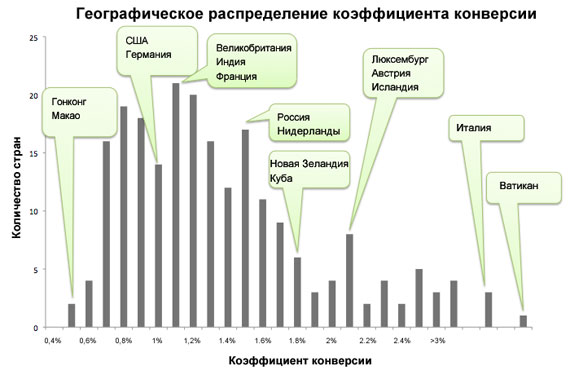 Географическое распределение коэффициента конверсии
США
Германия
Великобритания
Индия
Франция
Люксембург
Австрия
Исландия
Гонконг
Макао
Россия
Нидерланды
Италия
Новая Зеландия
Куба
Ватикан
Количество стран
25
20
15
10
5
0
0,4% 0,6% 0,8% 1% 1.2% 1.4% 1.6% 1.8% 2% 2.2% 2.4% >3%
Коэффициент конверсии